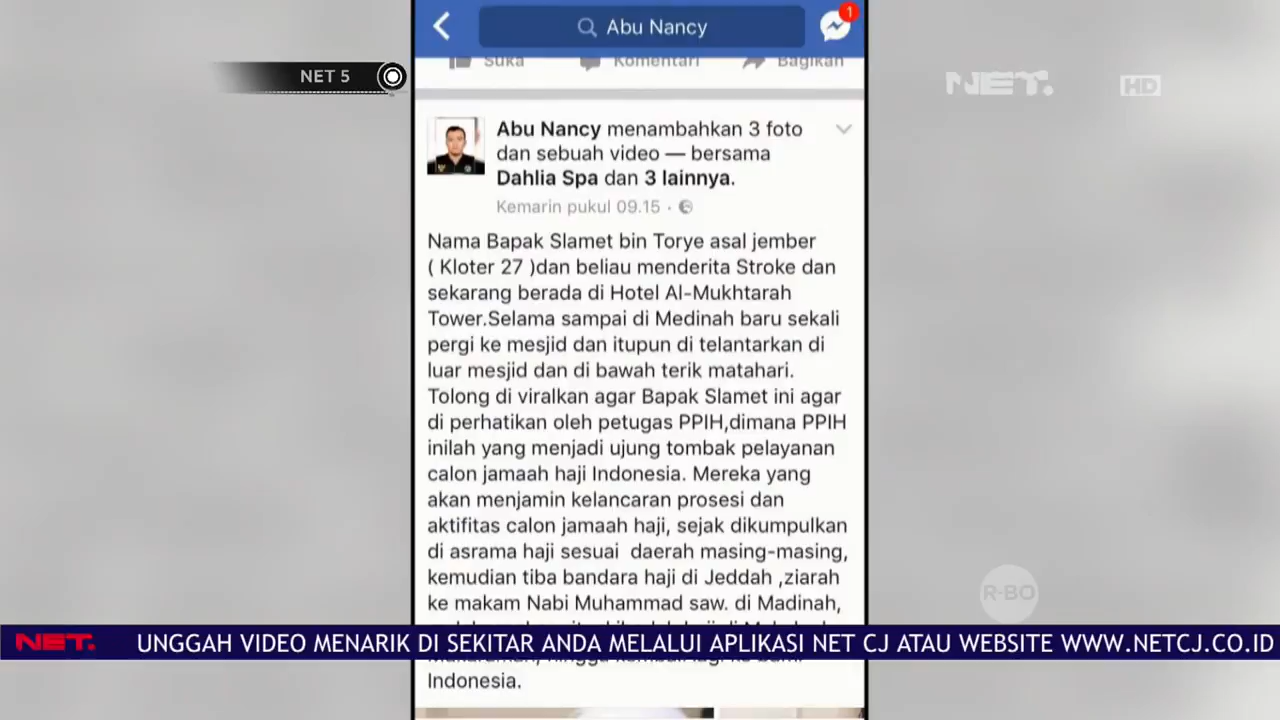 Abu Nancy
1
NET 5
NET.
HD
Suka Komentari Bagikan
Abu Nancy menambahkan 3 foto
dan sebuah video — bersama
Dahlia Spa dan 3 lainnya.
Kemarin pukul 09.15 ·
Nama Bapak Slamet bin Torye asal jember
( Kloter 27 )dan beliau menderita Stroke dan
sekarang berada di Hotel Al-Mukhtarah
Tower.Selama sampai di Medinah baru sekali
pergi ke mesjid dan itupun di telantarkan di
luar mesjid dan di bawah terik matahari.
Tolong di viralkan agar Bapak Slamet ini agar
di perhatikan oleh petugas PPIH,dimana PPIH
inilah yang menjadi ujung tombak pelayanan
calon jamaah haji Indonesia. Mereka yang
akan menjamin kelancaran prosesi dan
aktifitas calon jamaah haji, sejak dikumpulkan
di asrama haji sesuai  daerah masing-masing,
kemudian tiba bandara haji di Jeddah ,ziarah
ke makam Nabi Muhammad saw. di Madinah,
R-BO
NET. UNGGAH VIDEO MENARIK DI SEKITAR ANDA MELALUI APLIKASI NET CJ ATAU WEBSITE WWW.NETCJ.CO.ID
Indonesia.